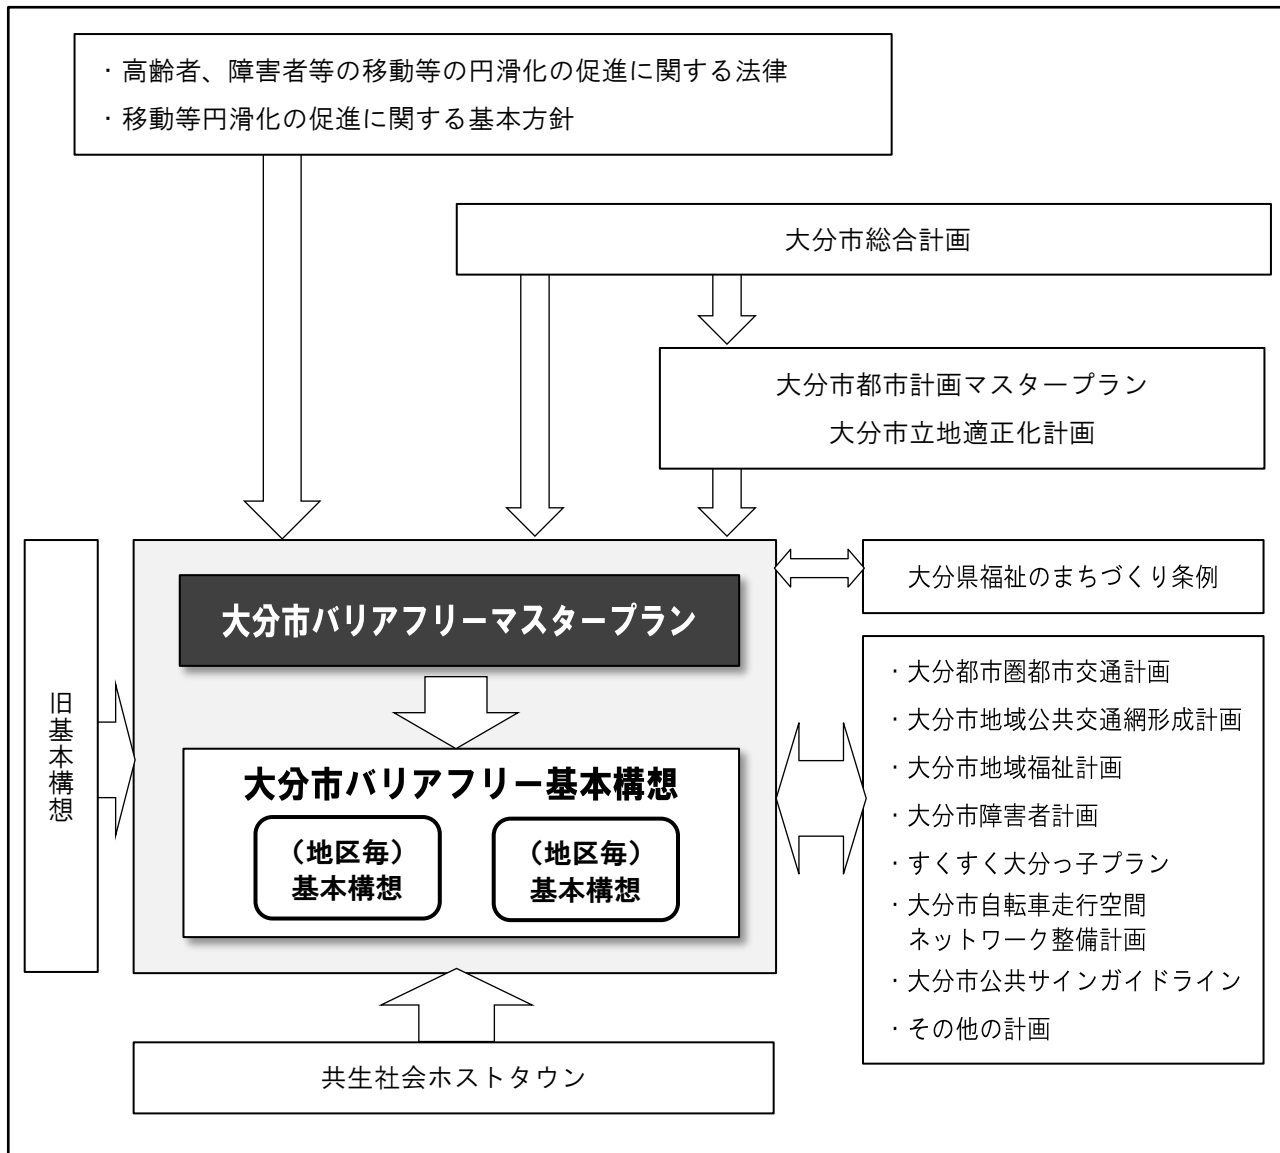 ・高齢者、障害者等の移動等の円滑化の促進に関する法律
・移動等円滑化の促進に関する基本方針
大分市総合計画
大分市都市計画マスタープラン
大分市立地適正化計画
旧基本構想
大分市バリアフリーマスタープラン
大分市バリアフリー基本構想
（地区毎）
基本構想
（地区毎）
基本構想
大分県福祉のまちづくり条例
・大分都市圏都市交通計画
・大分市地域公共交通網形成計画
・大分市地域福祉計画
・大分市障害者計画
・すくすく大分っ子プラン
・大分市自転車走行空間
ネットワーク整備計画
・大分市公共サインガイドライン
・その他の計画
共生社会ホストタウン